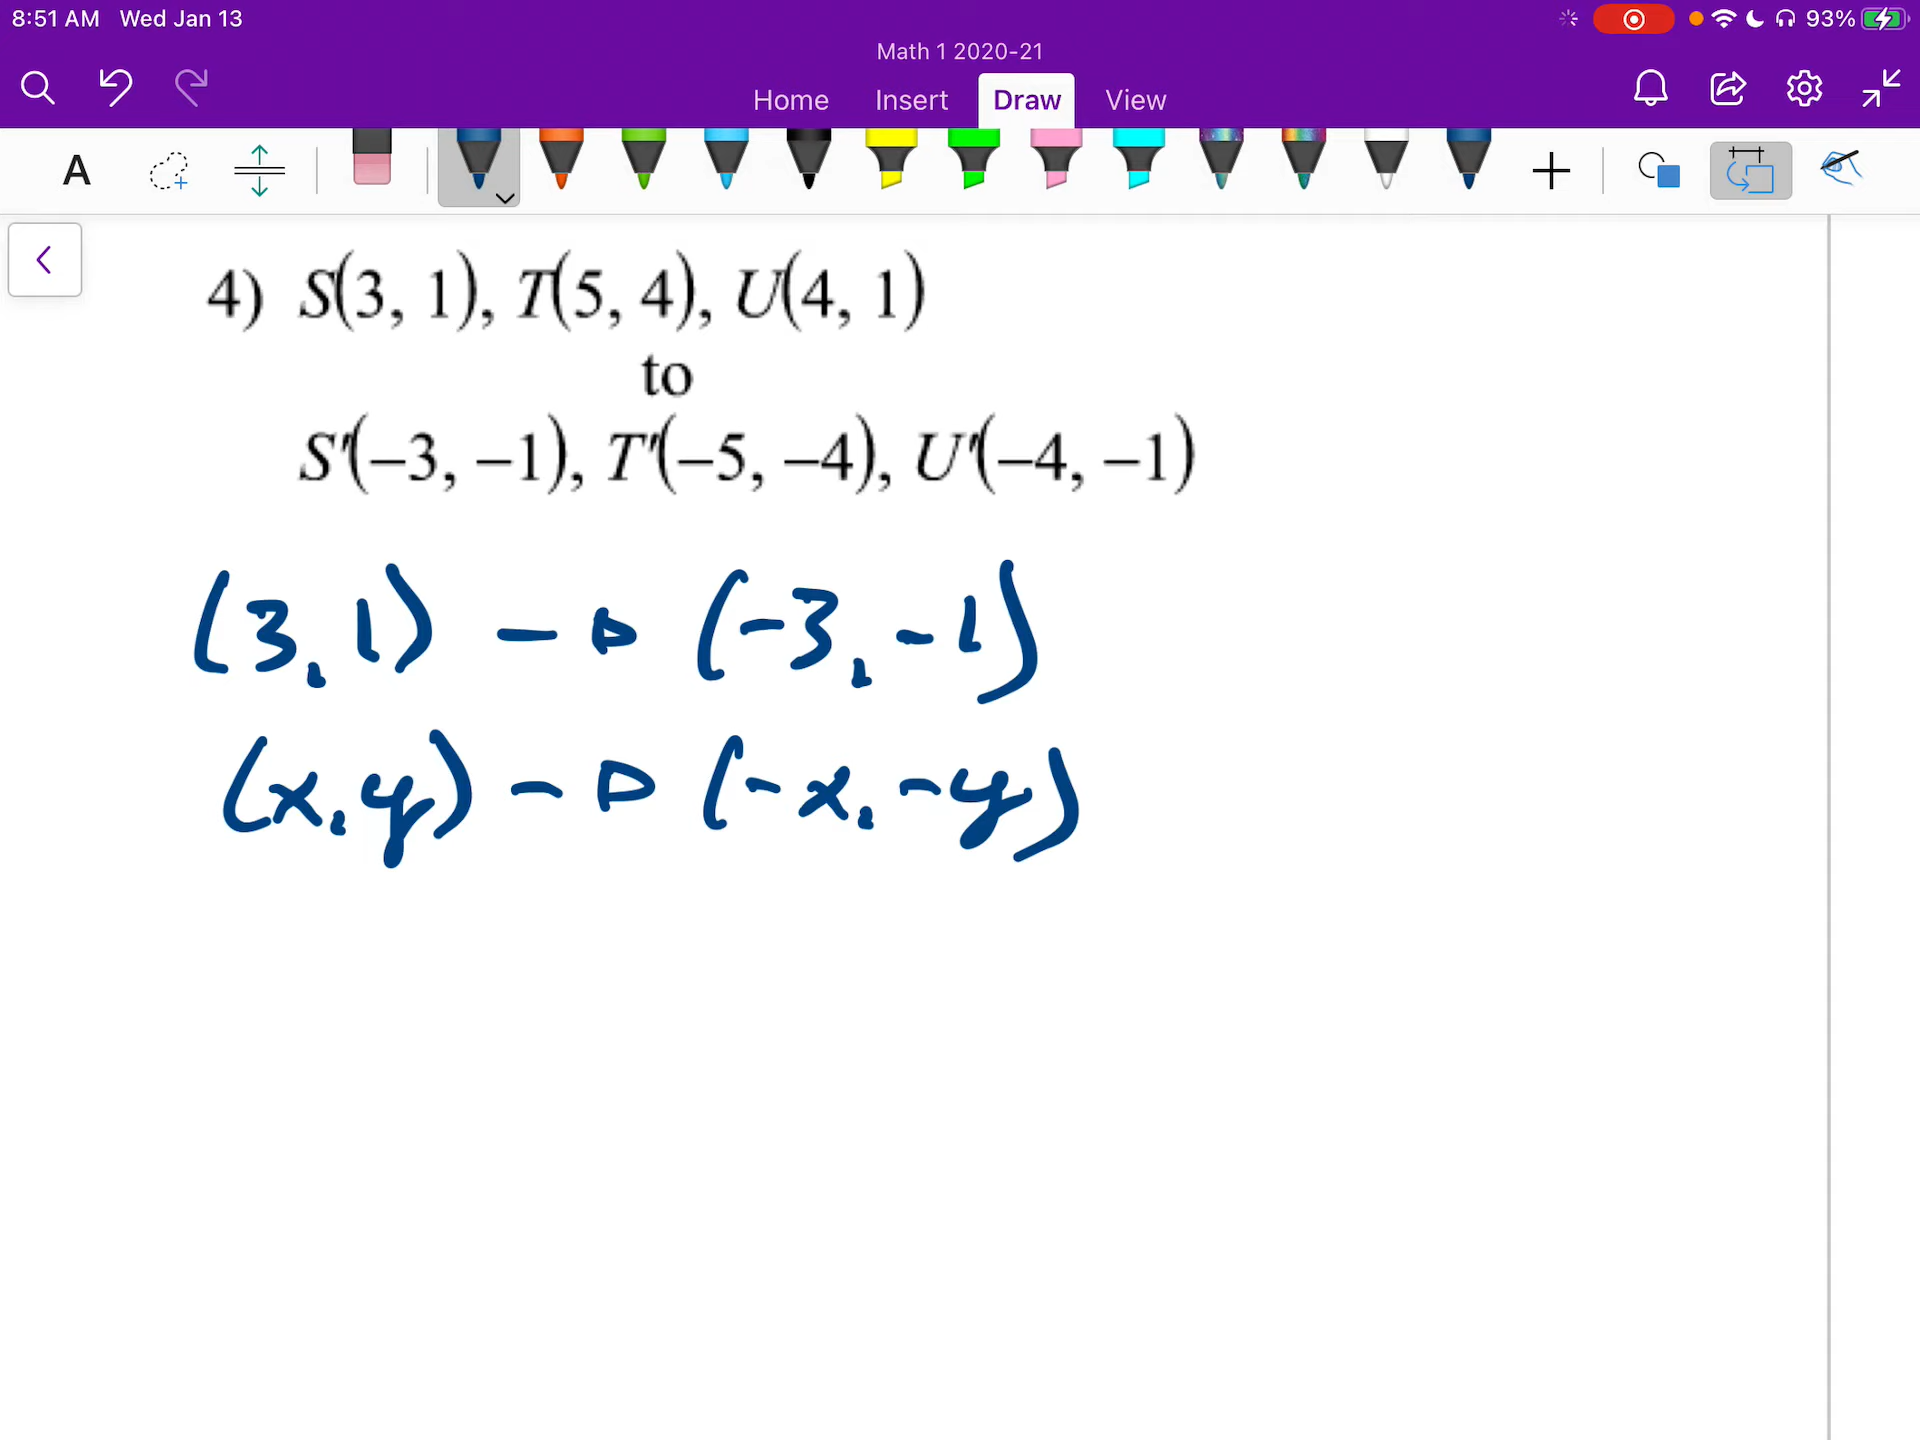 8:51 AM Wed Jan 13 93%
Math 1 2020-21
Home Insert Draw View
A
4) S(3, 1), T(5, 4), U(4, 1)
to
S'(−3, −1), T'(−5, −4), U'(−4, −1)
(3, 1) → (-3, -1)
(x, y) → (-x, -y)